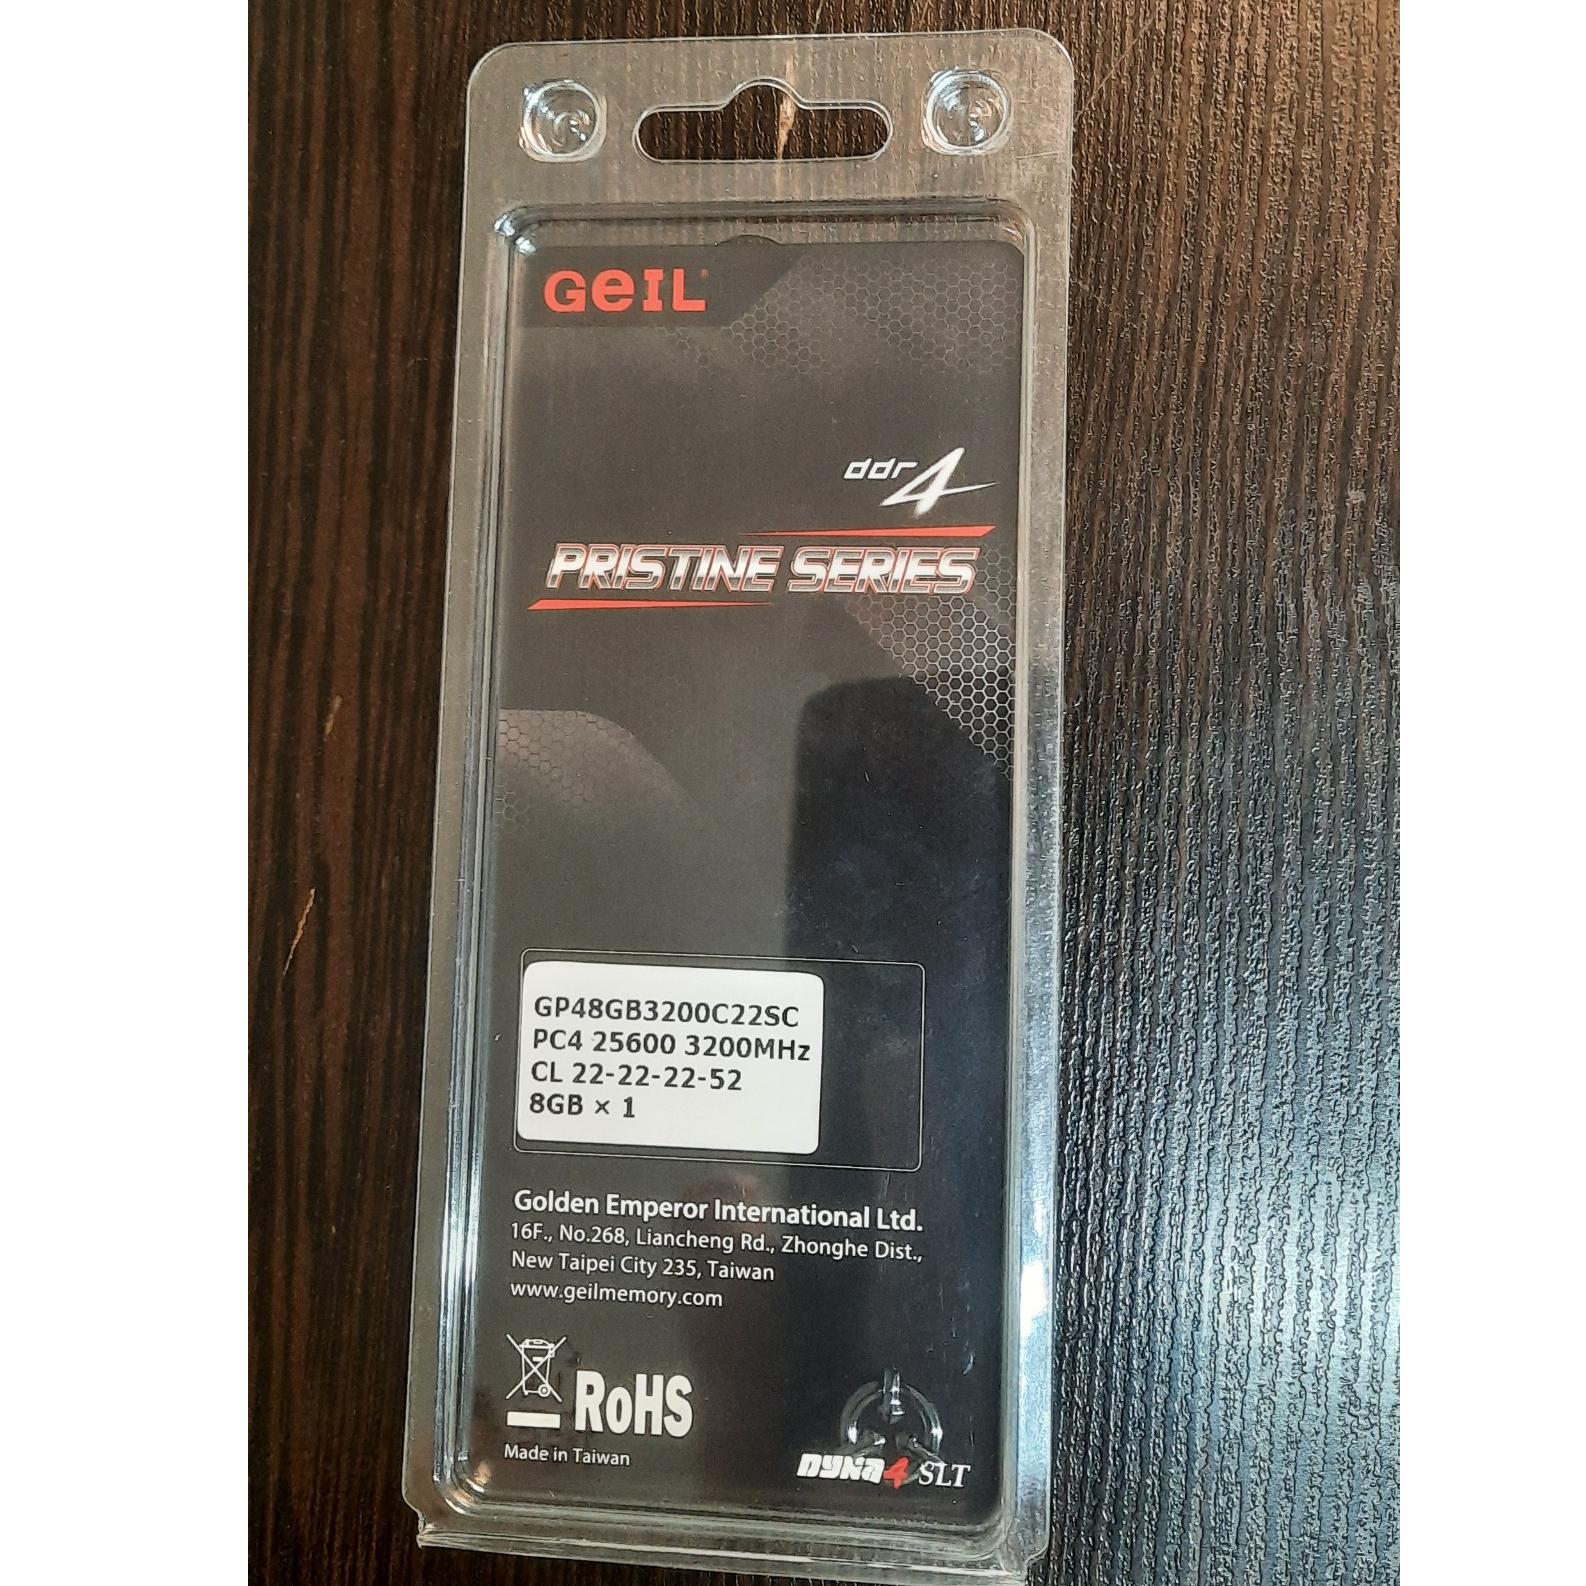 GeIL
ddr4
PRISTINE SERIES
GP48GB3200C22SC
PC4 25600 3200MHz
CL 22-22-22-52
8GB × 1
Golden Emperor International Ltd.
16F., No.268, Liancheng Rd., Zhonghe Dist.,
New Taipei City 235, Taiwan
www.geilmemory.com
RoHS
Made in Taiwan
DYNA4 SLT